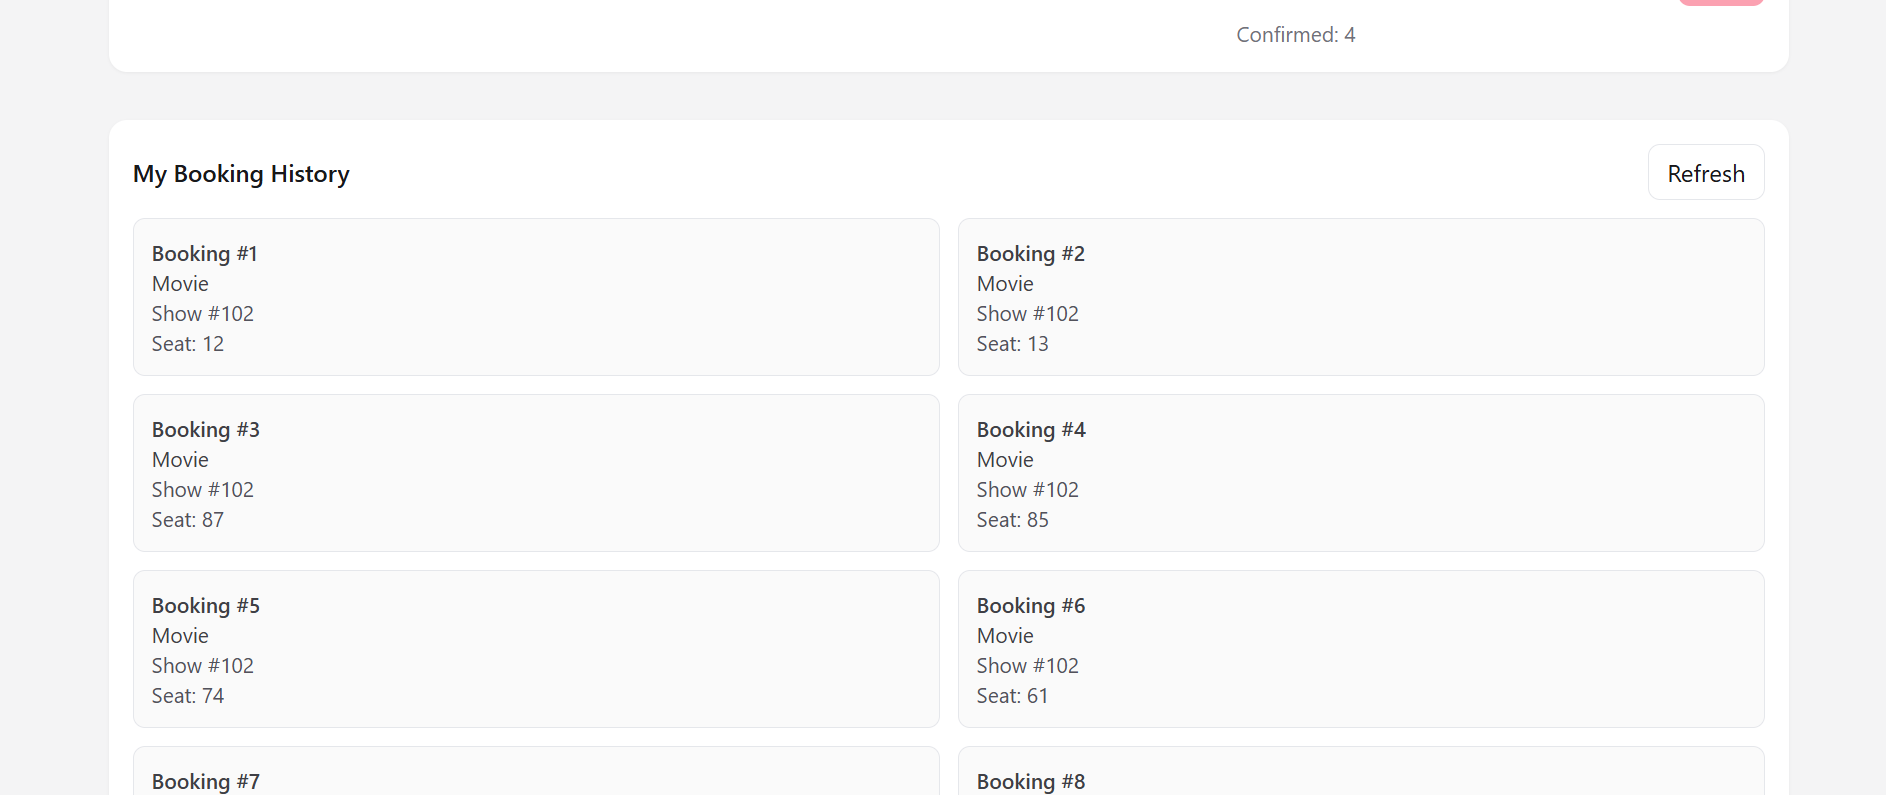 Confirmed: 4
My Booking History
Refresh
Booking #1
Movie
Show #102
Seat: 12
Booking #2
Movie
Show #102
Seat: 13
Booking #3
Movie
Show #102
Seat: 87
Booking #4
Movie
Show #102
Seat: 85
Booking #5
Movie
Show #102
Seat: 74
Booking #6
Movie
Show #102
Seat: 61
Booking #7
Booking #8